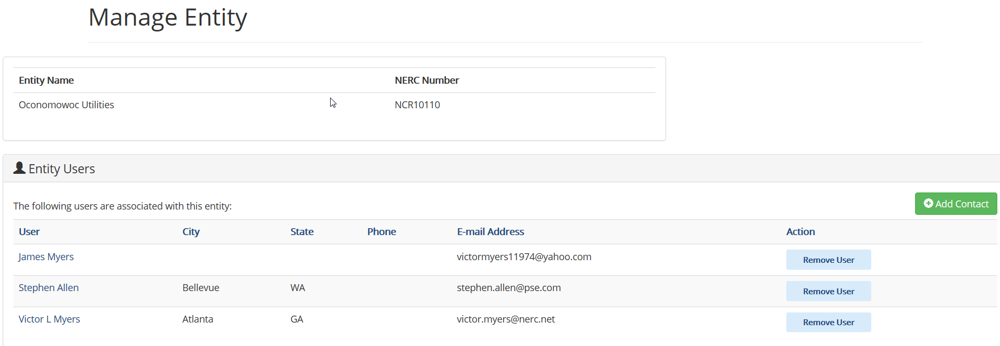 Manage Entity
Entity Name NERC Number
Oconomowoc Utilities NCR10110
Entity Users
The following users are associated with this entity:
Add Contact
User City State Phone E-mail Address Action
James Myers victormyers11974@yahoo.com Remove User
Stephen Allen Bellevue WA stephen.allen@pse.com Remove User
Victor L Myers Atlanta GA victor.myers@nerc.net Remove User